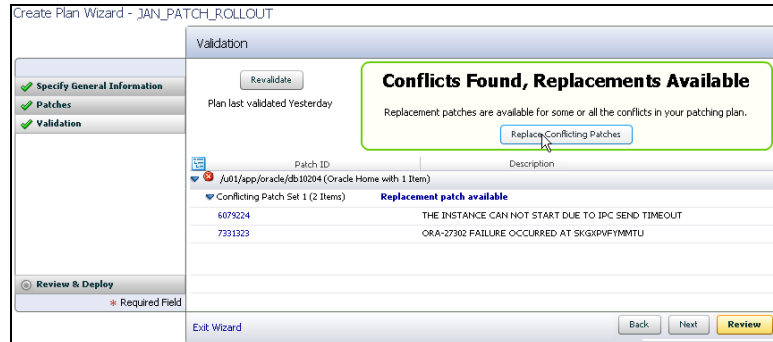 Create Plan Wizard - JAN_PATCH_ROLLOUT
Validation
Specify General Information
Patches
Validation
Revalidate
Plan last validated Yesterday
Conflicts Found, Replacements Available
Replacement patches are available for some or all the conflicts in your patching plan.
Replace Conflicting Patches
Patch ID Description
/u01/app/oracle/db10204 (Oracle Home with 1 Item)
Conflicting Patch Set 1 (2 Items) Replacement patch available
6079224 THE INSTANCE CAN NOT START DUE TO IPC SEND TIMEOUT
7331323 ORA-27302 FAILURE OCCURRED AT SKGXPVFYMMTU
Review & Deploy
* Required Field
Exit Wizard
Back Next Review